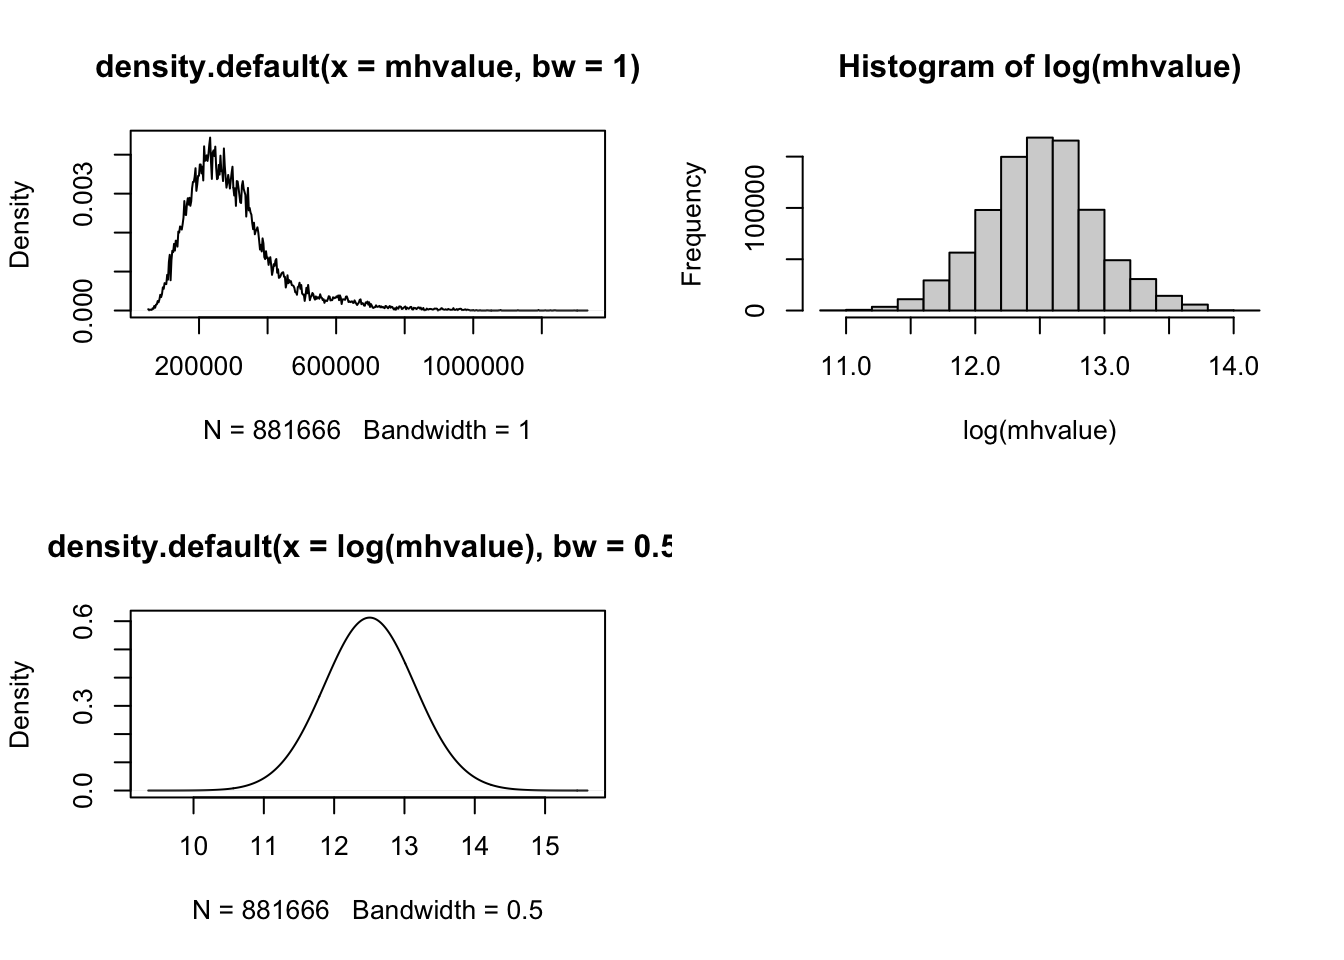 density.default(x = mhvalue, bw = 1)
Density
0.000 0.003
200000 600000 1000000
N = 881666 Bandwidth = 1
Histogram of log(mhvalue)
Frequency
0 100000
11.0 12.0 13.0 14.0
log(mhvalue)
density.default(x = log(mhvalue), bw = 0.5
Density
0.0 0.3 0.6
10 11 12 13 14 15
N = 881666 Bandwidth = 0.5